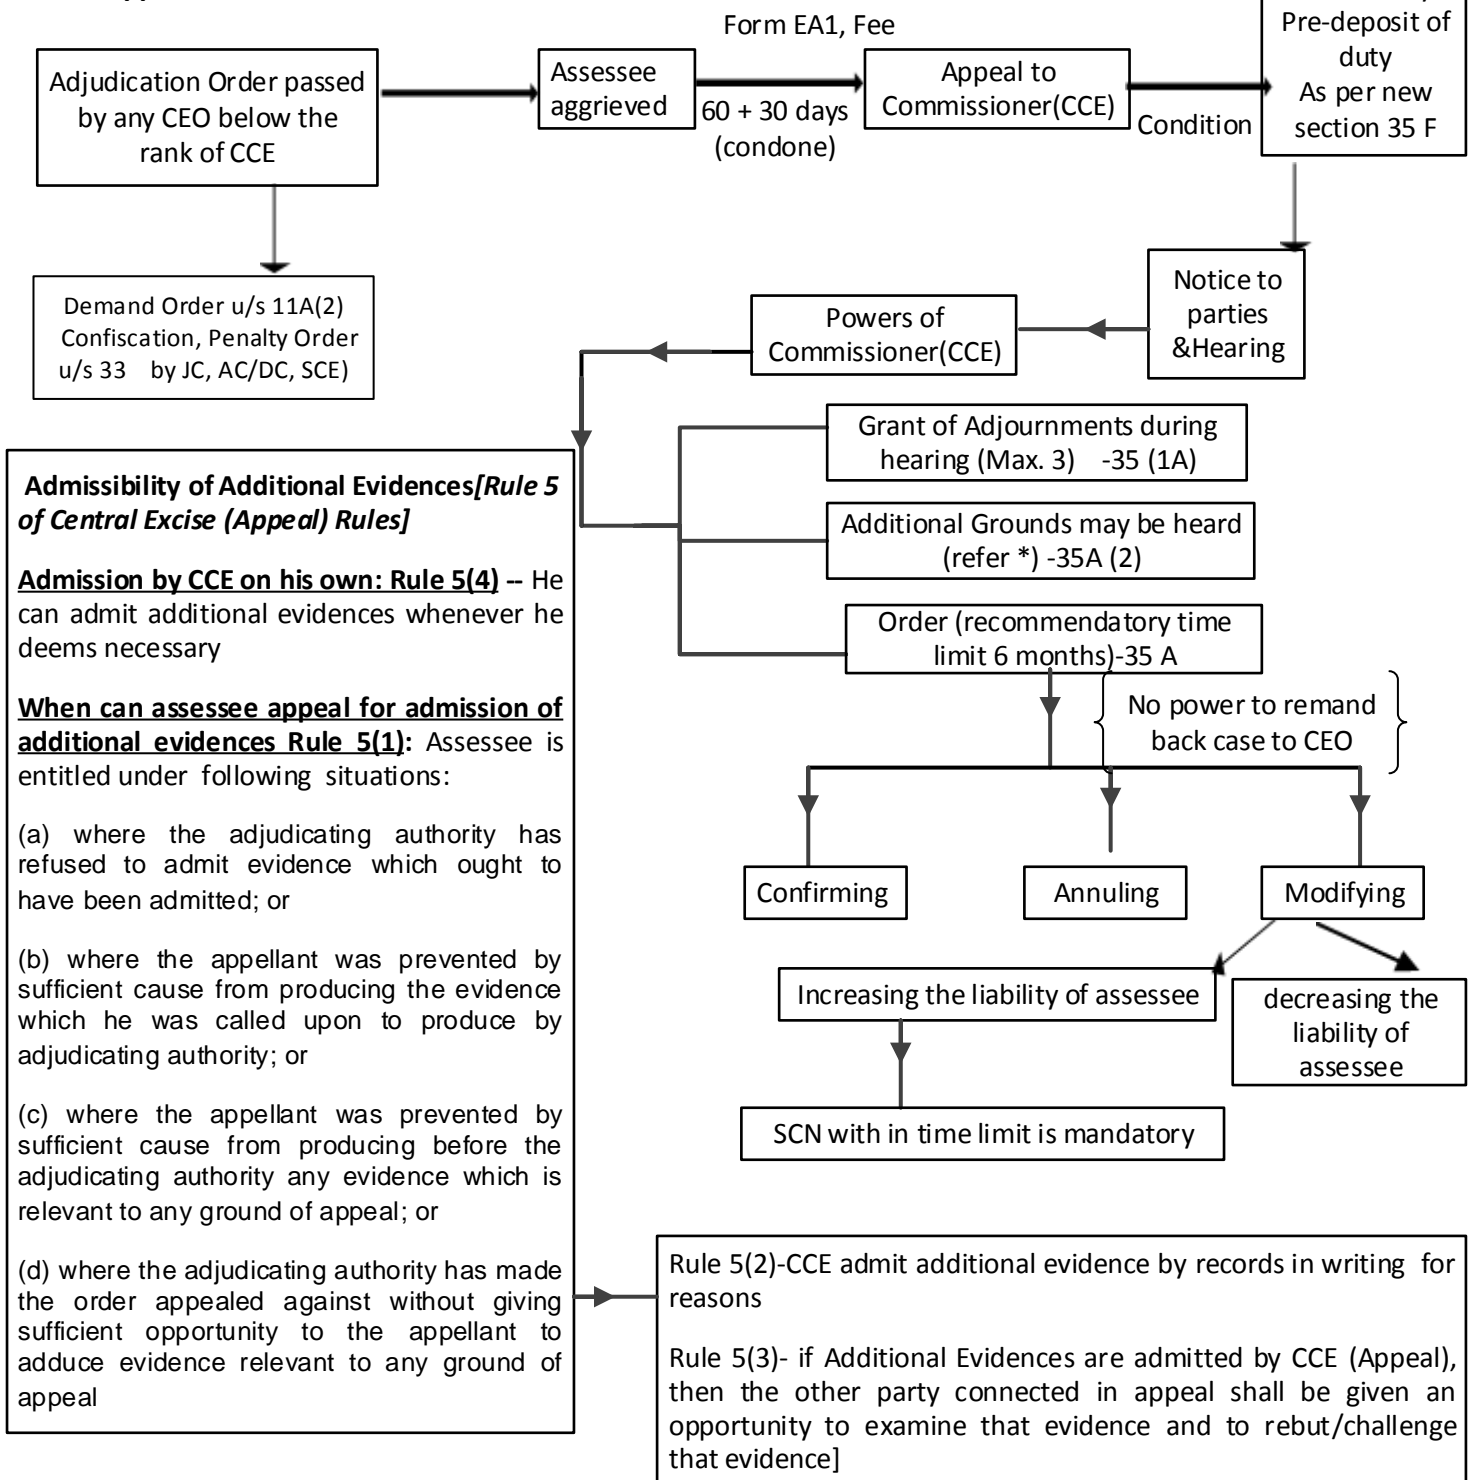 Form EA1, Fee
Adjudication Order passed
by any CEO below the
rank of CCE
Assessee
aggrieved
60 + 30 days
(condone)
Appeal to
Commissioner(CCE)
Condition
Pre-deposit of
duty
As per new
section 35 F
Demand Order u/s 11A(2)
Confiscation, Penalty Order
u/s 33 by JC, AC/DC, SCE)
Powers of
Commissioner(CCE)
Notice to
parties
&Hearing
Grant of Adjournments during
hearing (Max. 3) -35 (1A)
Additional Grounds may be heard
(refer *) -35A (2)
Order (recommendatory time
limit 6 months)-35 A
No power to remand
back case to CEO
Confirming
Annuling
Modifying
Increasing the liability of assessee
decreasing the
liability of
assessee
SCN with in time limit is mandatory
Admissibility of Additional Evidences[Rule 5
of Central Excise (Appeal) Rules]
Admission by CCE on his own: Rule 5(4) -- He
can admit additional evidences whenever he
deems necessary
When can assessee appeal for admission of
additional evidences Rule 5(1): Assessee is
entitled under following situations:
(a) where the adjudicating authority has
refused to admit evidence which ought to
have been admitted; or
(b) where the appellant was prevented by
sufficient cause from producing the evidence
which he was called upon to produce by
adjudicating authority; or
(c) where the appellant was prevented by
sufficient cause from producing before the
adjudicating authority any evidence which is
relevant to any ground of appeal; or
(d) where the adjudicating authority has made
the order appealed against without giving
sufficient opportunity to the appellant to
adduce evidence relevant to any ground of
appeal
Rule 5(2)-CCE admit additional evidence by records in writing for
reasons
Rule 5(3)- if Additional Evidences are admitted by CCE (Appeal),
then the other party connected in appeal shall be given an
opportunity to examine that evidence and to rebut/challenge
that evidence]